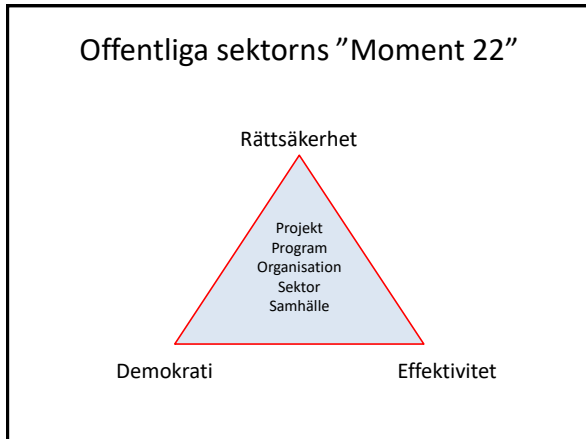 Offentliga sektorns ”Moment 22”
Rättsäkerhet
Projekt
Program
Organisation
Sektor
Samhälle
Demokrati
Effektivitet